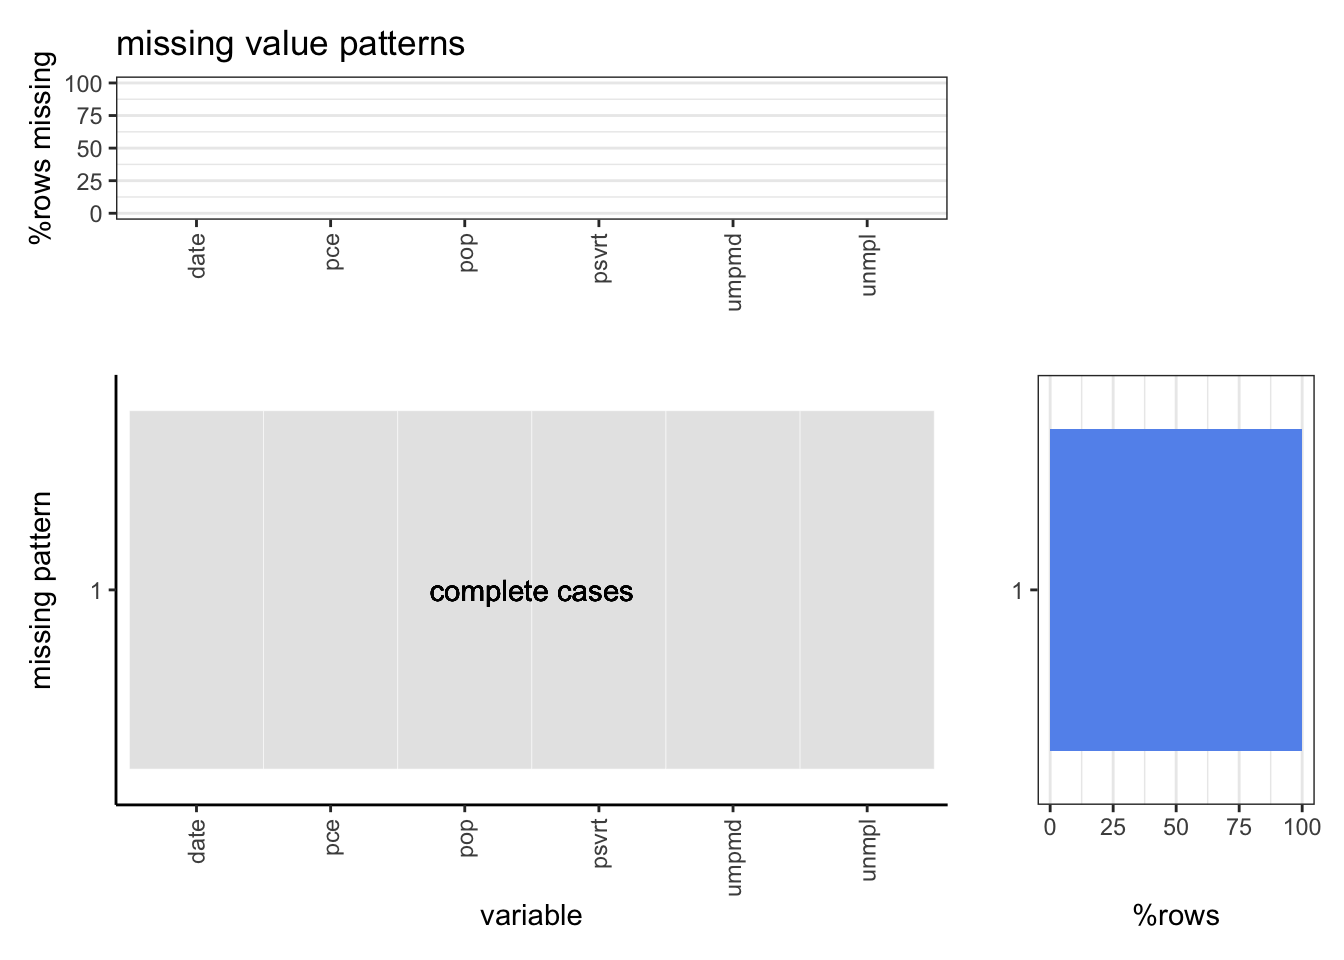 missing value patterns
%rows missing
100
75
50
25
0
date pce pop psvrt umpmd unmpl
missing pattern
1
complete cases
date pce pop psvrt umpmd unmpl
variable
1
0 25 50 75 100
%rows